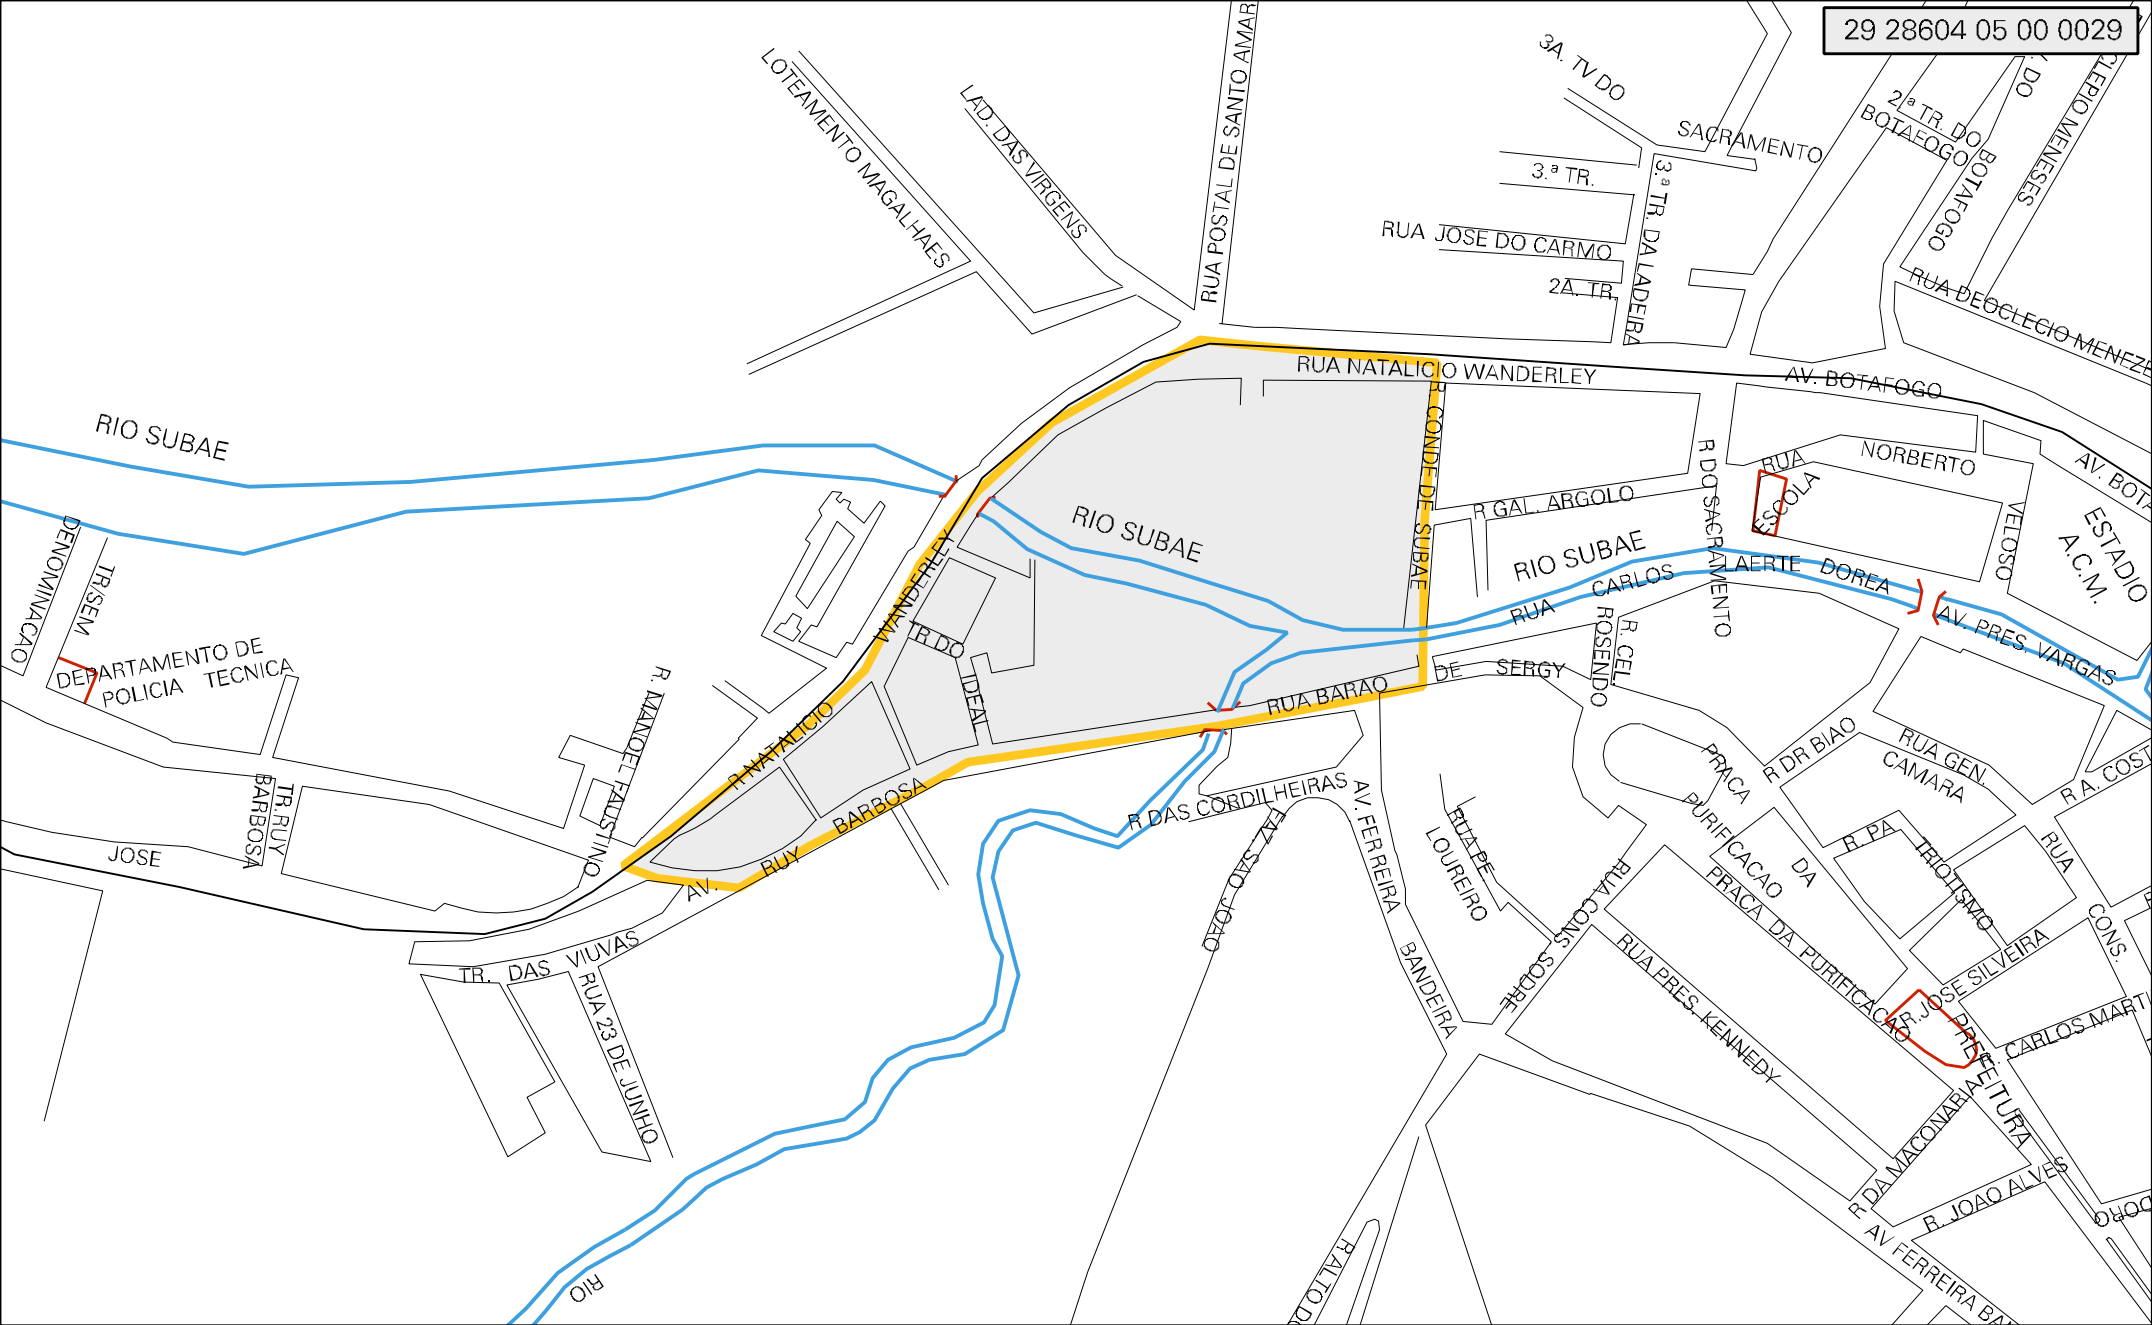 29 28604 05 00 0029
LOTEAMENTO MAGALHAES
LAD. DAS VIRGENS
RUA POSTAL DE SANTO AMAR
3A. TV DO
SACRAMENTO
3.ª TR.
3.ª TR. DA LADEIRA
RUA JOSE DO CARMO
2A. TR.
2.ª TR. DO
BOTAFOGO
. DO
BOTAFOGO
CLEPIO MENESES
RUA DEOCLECIO MENEZE
RUA NATALICIO WANDERLEY
AV. BOTAFOGO
AV. BOTA
RIO SUBAE
RIO SUBAE
RIO SUBAE
R CONDE DE SUBAE
R GAL. ARGOLO
R DO SACRAMENTO
RUA NORBERTO
VELOSO
ESCOLA
ESTADIO
A.C.M.
RUA CARLOS LAERTE DOREA
AV. PRES. VARGAS
DENOMINACAO
TR/SEM
DEPARTAMENTO DE
POLICIA TECNICA
R NATALICIO WANDERLEY
TR. DO
IDEAL
RUA BARAO DE SERGY
R. CEL.
ROSENDO
R. MANOEL FAUSTINO
TR. RUY
BARBOSA
JOSE
AV. RUY BARBOSA
TR. DAS VIUVAS
RUA 23 DE JUNHO
R DAS CORDILHEIRAS
FAZ. SAO JOAO
AV. FERREIRA BANDEIRA
RUA PE
LOUREIRO
RUA CONS SODRE
PRACA
DA
PURIFICACAO
PRACA DA PURIFICACAO
R DR BIAO
RUA GEN.
CAMARA
R A. COST
R. PA
TRIOTISMO
RUA
CONS.
R. JOSE SILVEIRA
R. CARLOS MARTI
PREFEITURA
RUA PRES. KENNEDY
R DA MACONARIA
R. JOAO ALVES
DORO
AV FERREIRA BA
R ALTO D
RIO